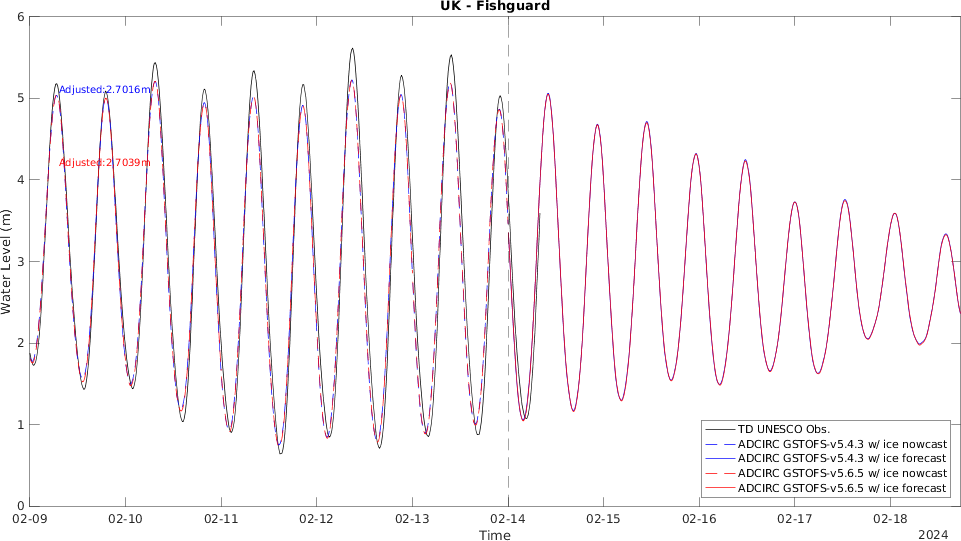 UK - Fishguard
6
5
4
3
2
1
0
Water Level (m)
Adjusted:2.7016m
Adjusted:2.7039m
TD UNESCO Obs.
ADCIRC GSTOFS-v5.4.3 w/ ice nowcast
ADCIRC GSTOFS-v5.4.3 w/ ice forecast
ADCIRC GSTOFS-v5.6.5 w/ ice nowcast
ADCIRC GSTOFS-v5.6.5 w/ ice forecast
02-09 02-10 02-11 02-12 02-13 02-14 02-15 02-16 02-17 02-18
Time
2024